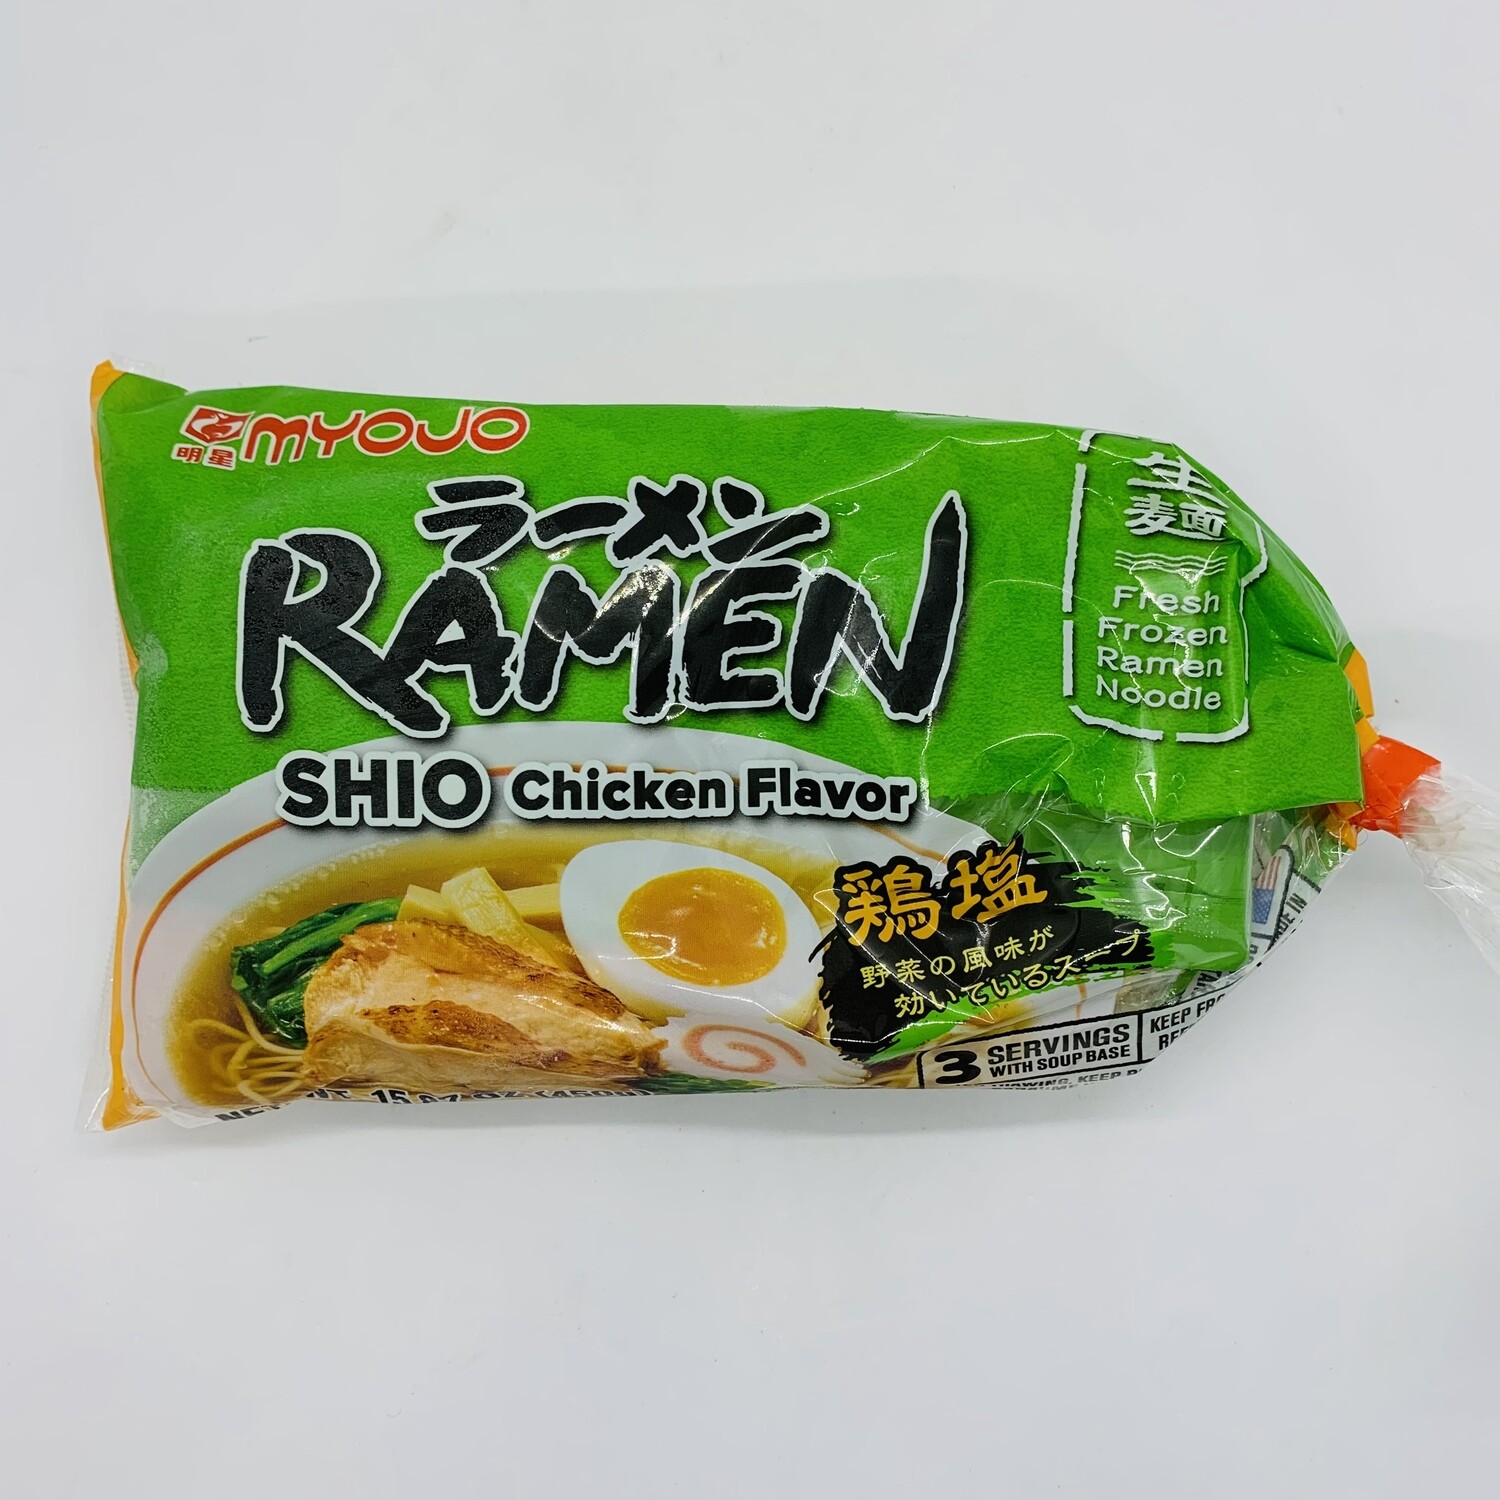 明星 MYOJO
ラーメン
RAMEN
SHIO Chicken Flavor
生
麺
Fresh
Frozen
Ramen
Noodle
鶏塩
野菜の風味が
効いているスープ
3 SERVINGS
WITH SOUP BASE
KEEP
KEEP
(450g)